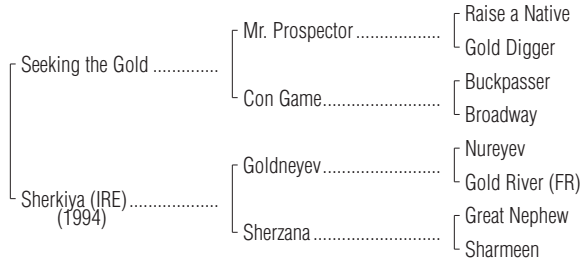 Raise a Native
Mr. Prospector ..................
Gold Digger
Seeking the Gold ..............
Buckpasser
Con Game.........................
Broadway
Nureyev
Goldneyev.........................
Gold River (FR)
Sherkiya (IRE) ...................
(1994)
Great Nephew
Sherzana...........................
Sharmeen